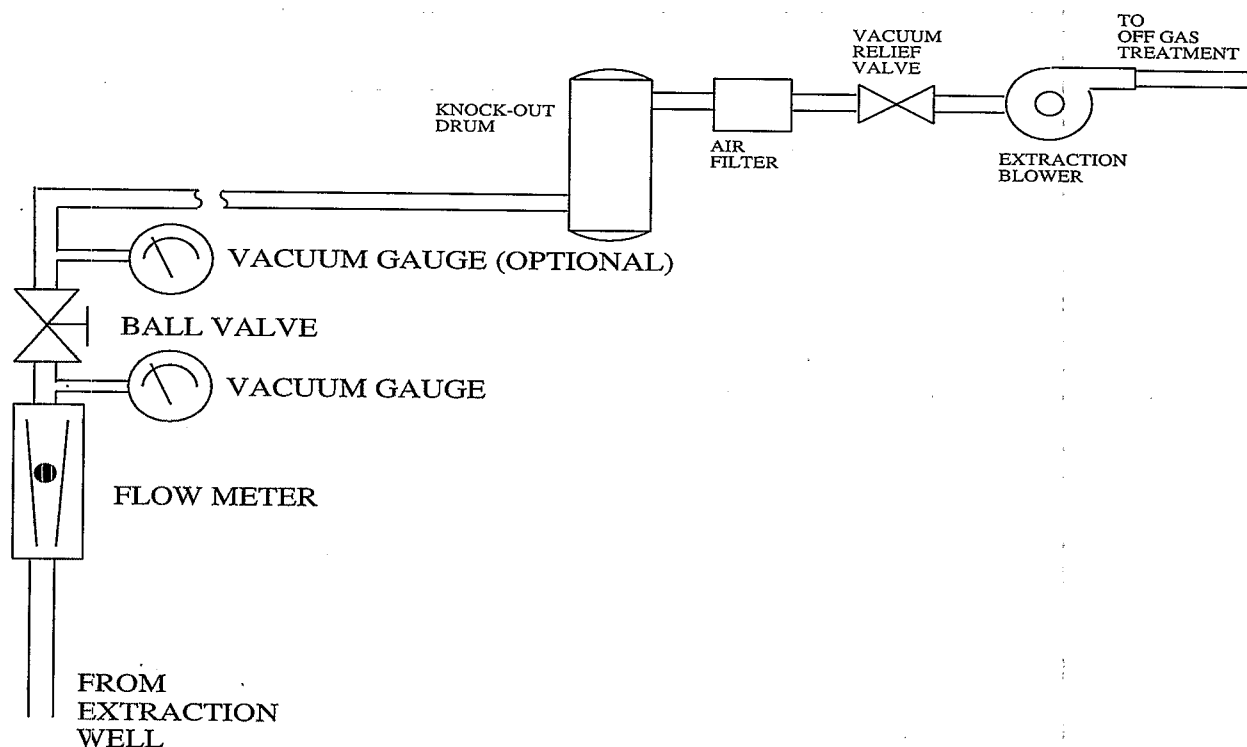 TO
OFF GAS
TREATMENT
VACUUM
RELIEF
VALVE
KNOCK-OUT
DRUM
AIR
FILTER
EXTRACTION
BLOWER
VACUUM GAUGE (OPTIONAL)
BALL VALVE
VACUUM GAUGE
FLOW METER
FROM
EXTRACTION
WELL